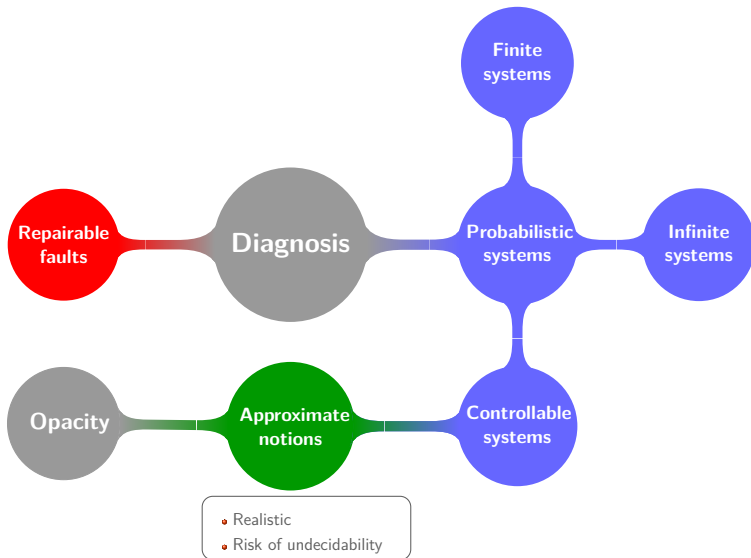 Finite
systems
Repairable
faults
Diagnosis
Probabilistic
systems
Infinite
systems
Opacity
Approximate
notions
Controllable
systems
Realistic
Risk of undecidability